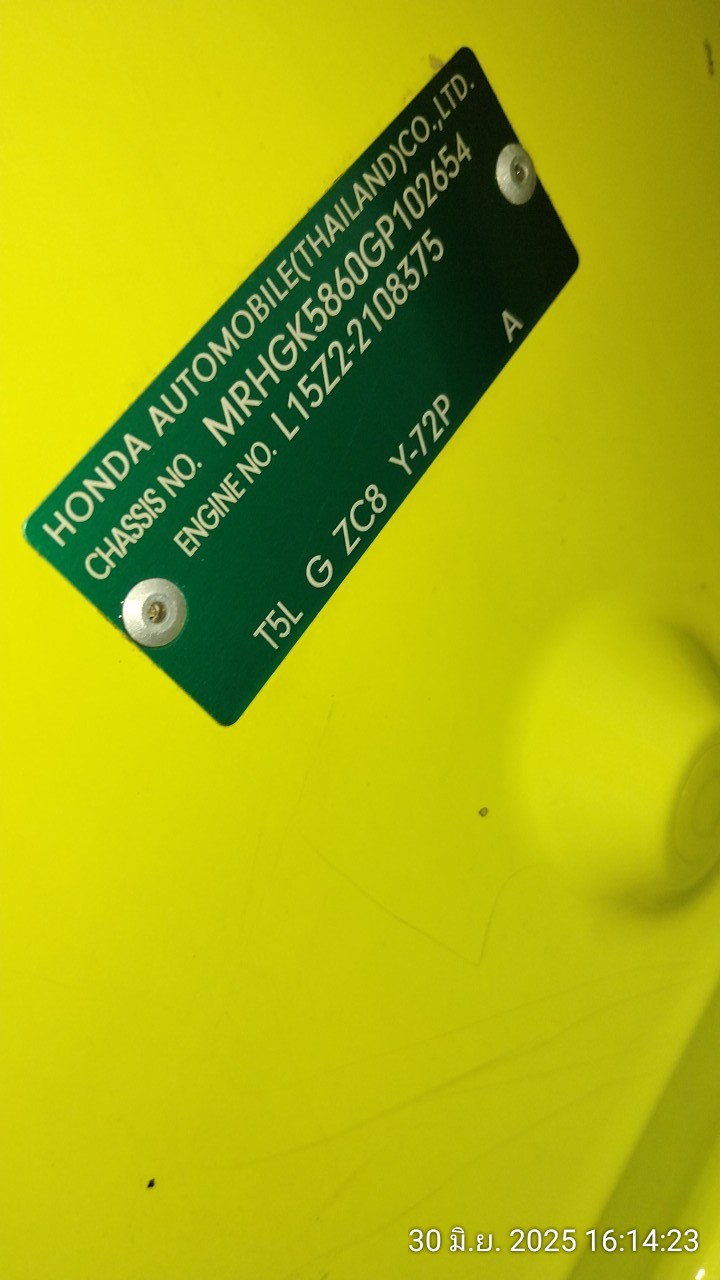 HONDA AUTOMOBILE(THAILAND)CO.,LTD.
CHASSIS NO. MRHGK5860GP102654
ENGINE NO. L15Z2-2108375
A
T5L G ZC8 Y-72P
30 มิ.ย. 2025 16:14:23